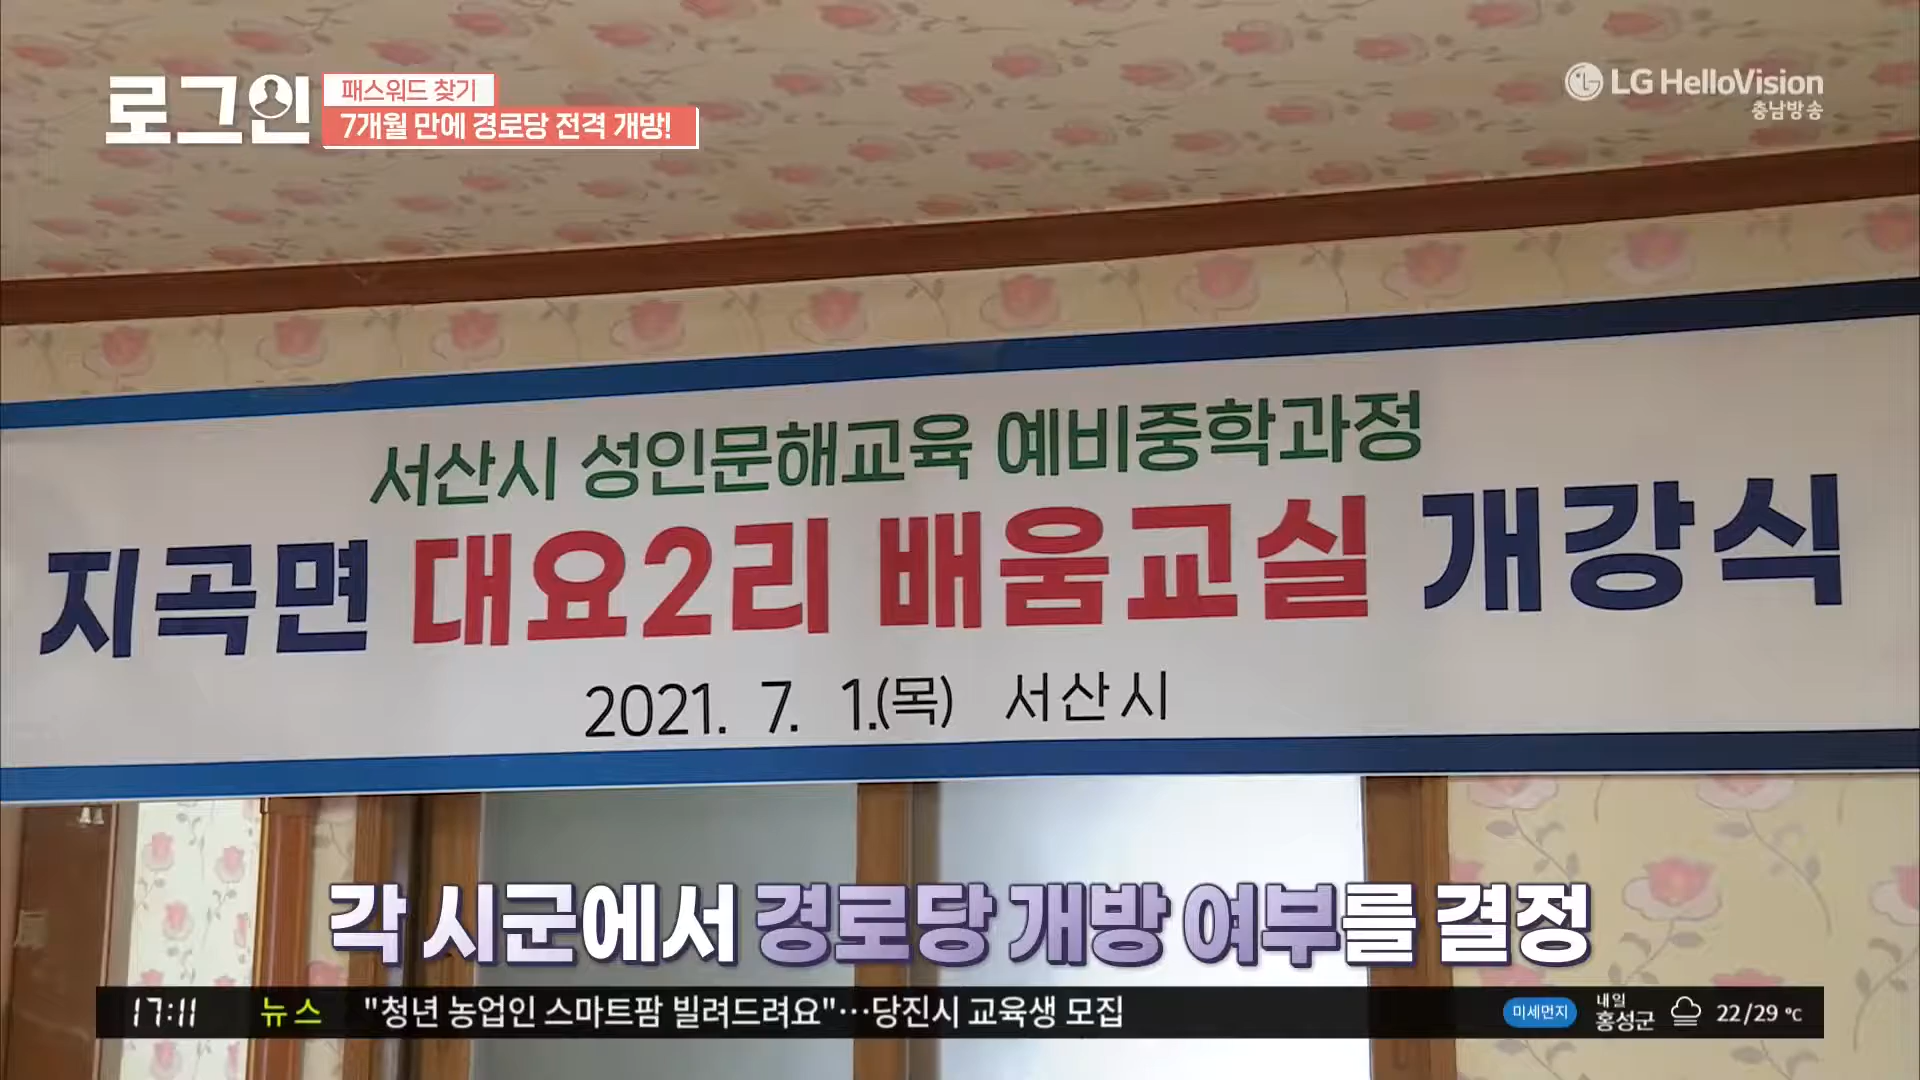 로그인
패스워드 찾기
7개월 만에 경로당 전격 개방!
LG HelloVision
충남방송
서산시 성인문해교육 예비중학과정
지곡면 대요2리 배움교실 개강식
2021. 7. 1.(목) 서산시
각 시군에서 경로당 개방 여부를 결정
17:11 뉴스 "청년 농업인 스마트팜 빌려드려요"…당진시 교육생 모집
미세먼지 내일 홍성군 22/29 ℃